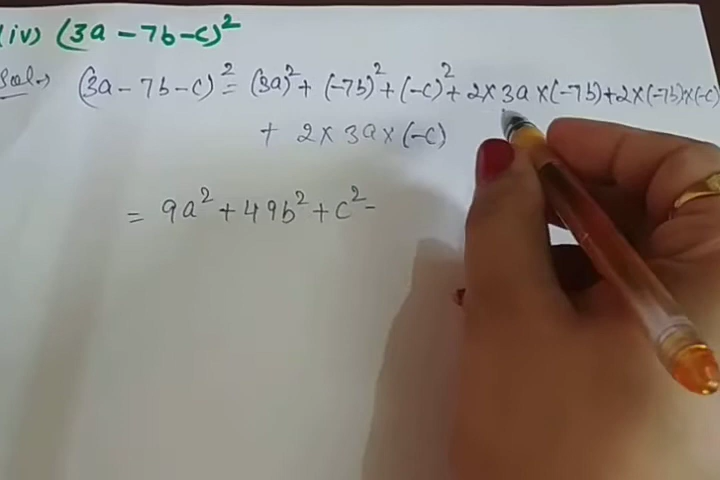 (iv) (3a - 7b - c)²
Sol→ (3a - 7b - c)² = (3a)² + (-7b)² + (-c)² + 2×3a×(-7b)+2×(-7b)×(-c)
+ 2×3a×(-c)
= 9a² + 49b² + c² -